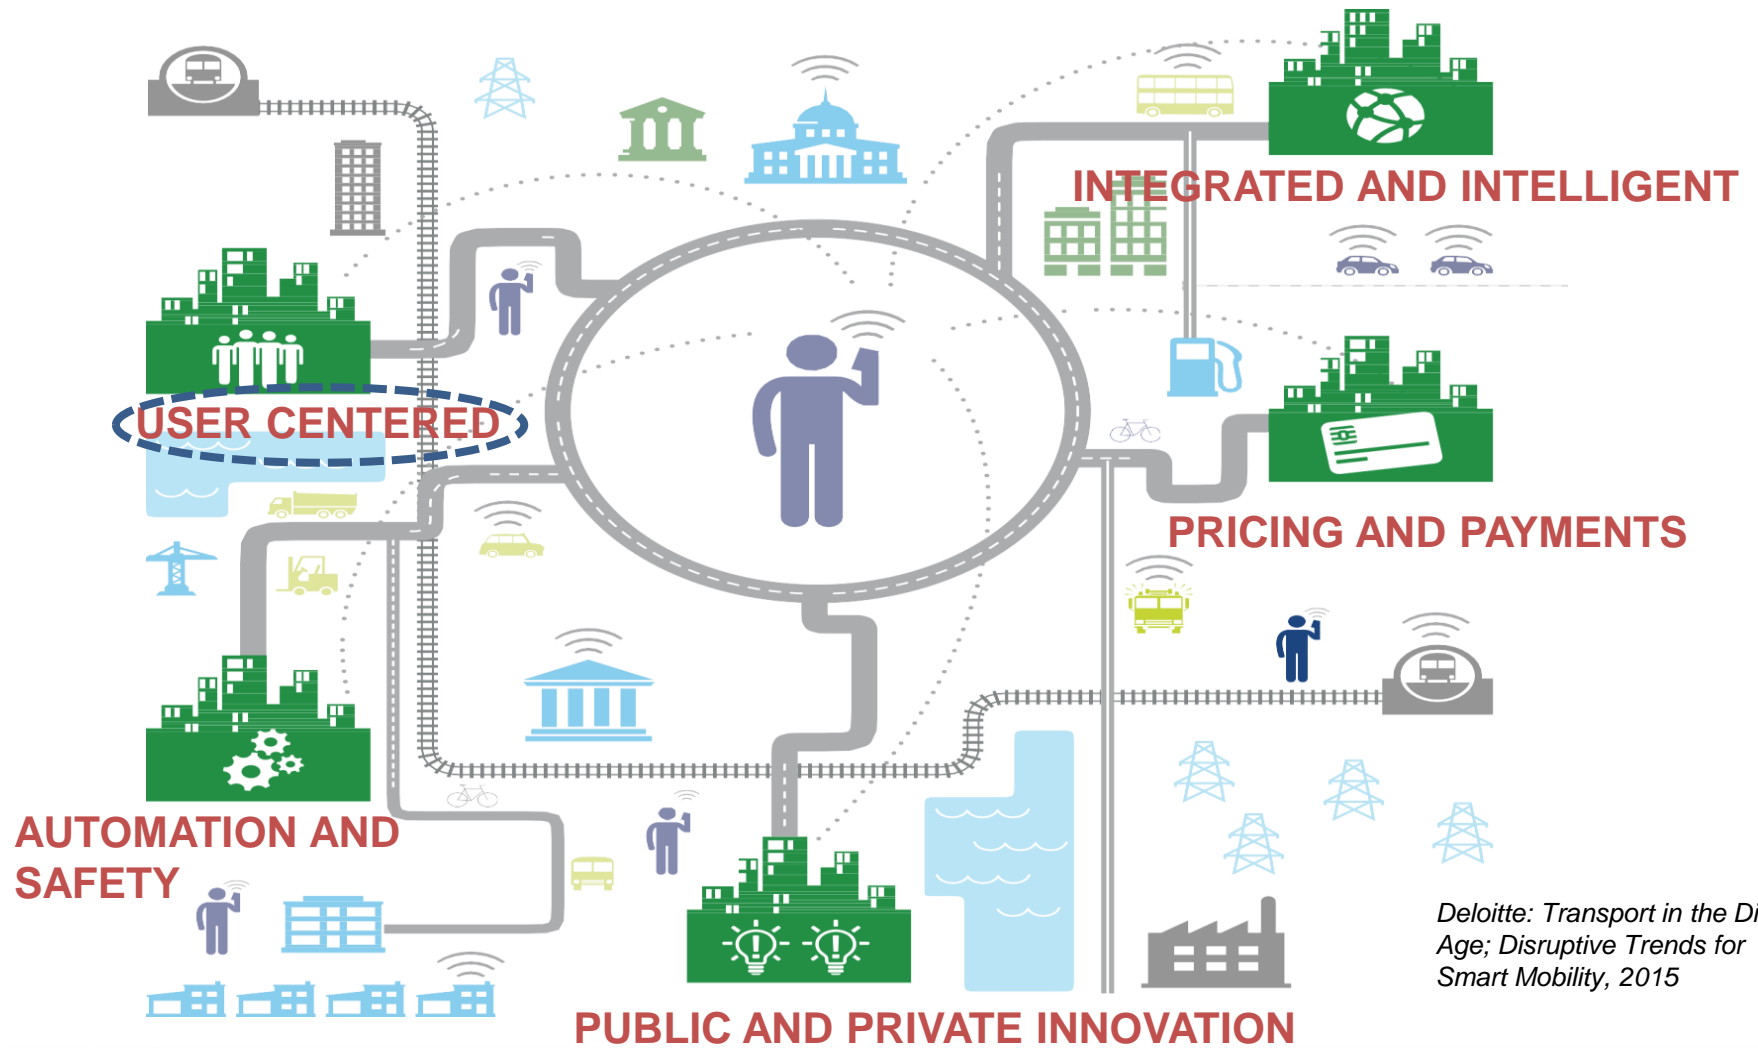 INTEGRATED AND INTELLIGENT
USER CENTERED
PRICING AND PAYMENTS
AUTOMATION AND
SAFETY
Deloitte: Transport in the Di
Age; Disruptive Trends for
Smart Mobility, 2015
PUBLIC AND PRIVATE INNOVATION